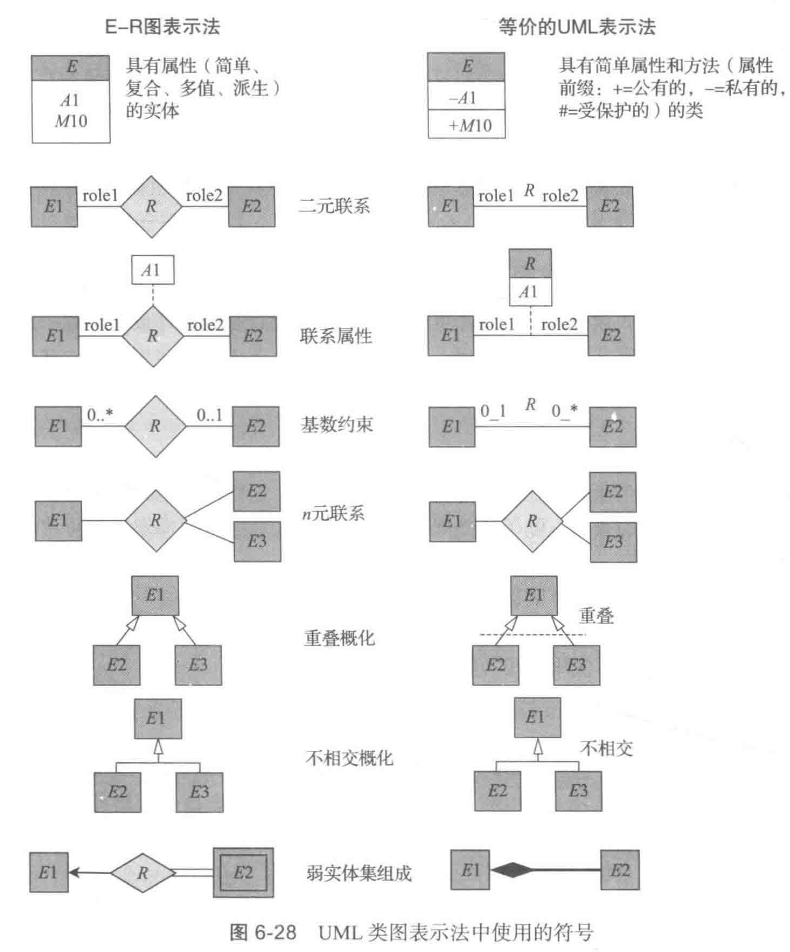 E–R图表示法
等价的UML表示法
E
A1
M10
具有属性（简单、
复合、多值、派生）
的实体
E
–A1
+M10
具有简单属性和方法（属性
前缀：+=公有的，–=私有的，
#=受保护的）的类
E1 role1 R role2 E2
二元联系
E1 role1 R role2 E2
A1
E1 role1 R role2 E2
联系属性
R
A1
E1 role1 role2 E2
E1 0..* R 0..1 E2
基数约束
E1 0_1 R 0_* E2
E1 R E2
E3
n元联系
E1 R E2
E3
E1
E2 E3
重叠概化
E1
重叠
E2 E3
E1
E2 E3
不相交概化
E1
不相交
E2 E3
E1 R E2
弱实体集组成
E1 E2
图 6-28 UML 类图表示法中使用的符号